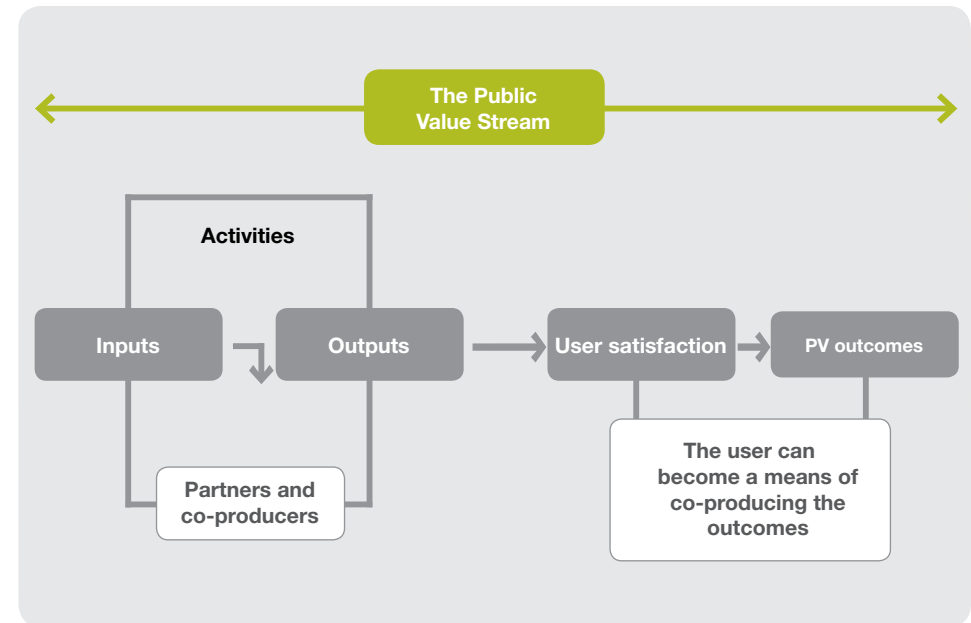 The Public
Value Stream
Activities
Inputs
Outputs
User satisfaction
PV outcomes
Partners and
co-producers
The user can
become a means of
co-producing the
outcomes